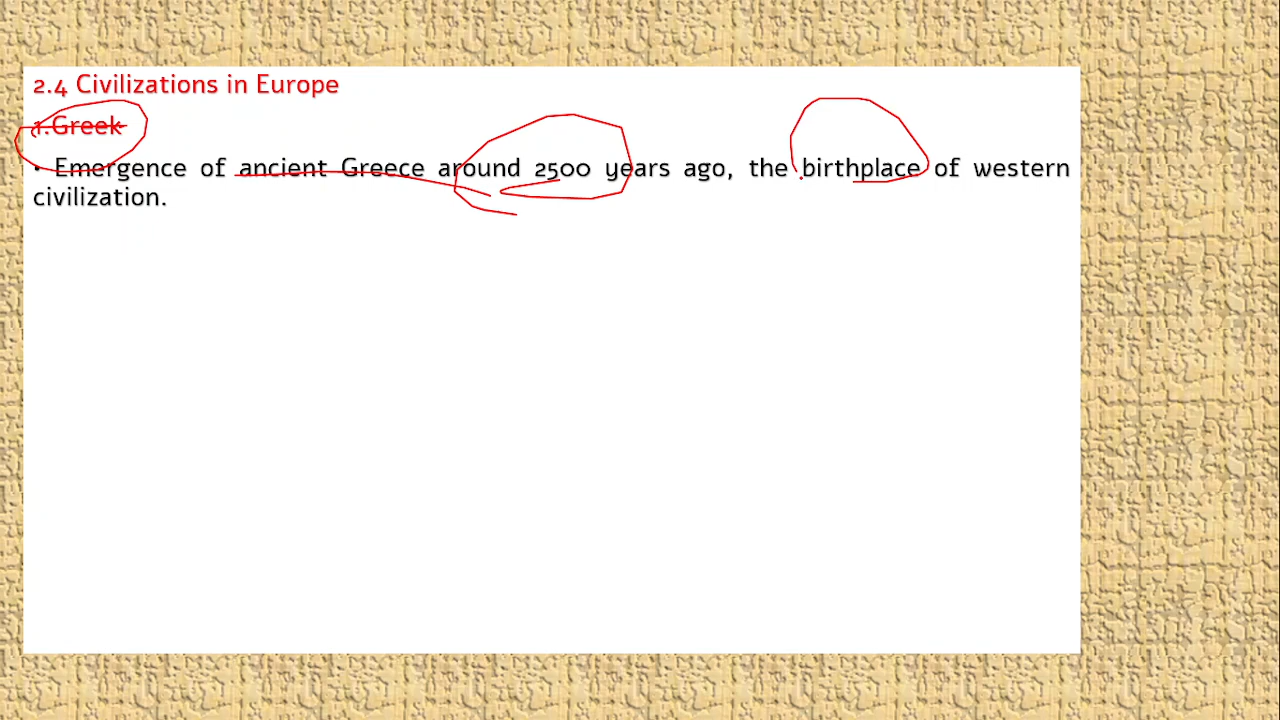 2.4 Civilizations in Europe
1.Greek
• Emergence of ancient Greece around 2500 years ago, the birthplace of western
civilization.